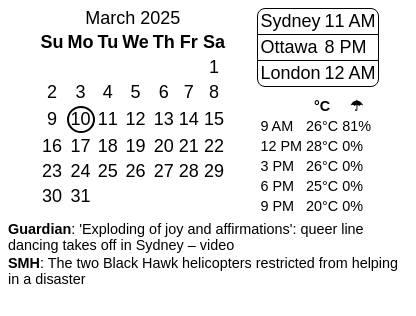 March 2025
Su Mo Tu We Th Fr Sa
1
2 3 4 5 6 7 8
9 10 11 12 13 14 15
16 17 18 19 20 21 22
23 24 25 26 27 28 29
30 31
Sydney 11 AM
Ottawa 8 PM
London 12 AM
°C ☂
9 AM 26°C 81%
12 PM 28°C 0%
3 PM 26°C 0%
6 PM 25°C 0%
9 PM 20°C 0%
Guardian: 'Exploding of joy and affirmations': queer line
dancing takes off in Sydney – video
SMH: The two Black Hawk helicopters restricted from helping
in a disaster